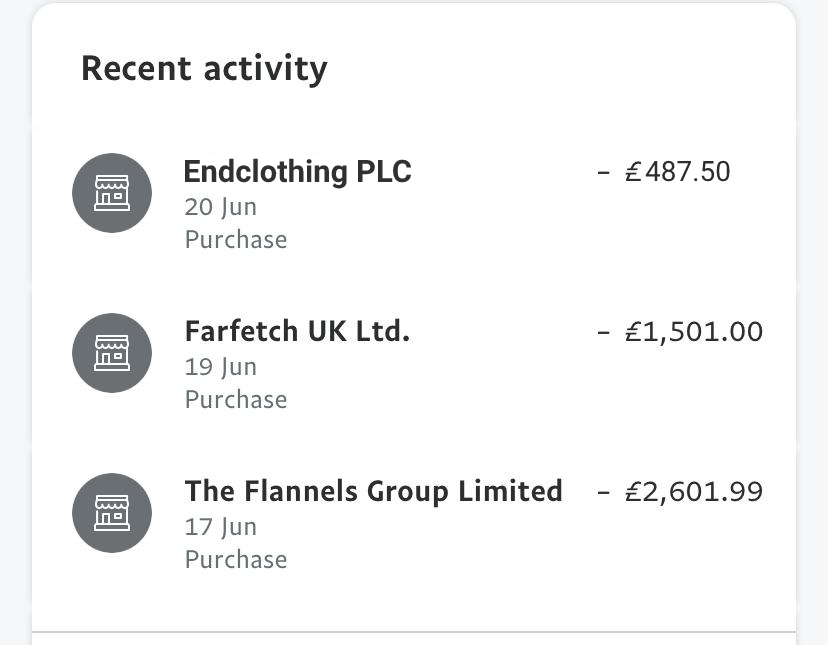 Recent activity
Endclothing PLC - £487.50
20 Jun
Purchase
Farfetch UK Ltd. - £1,501.00
19 Jun
Purchase
The Flannels Group Limited - £2,601.99
17 Jun
Purchase